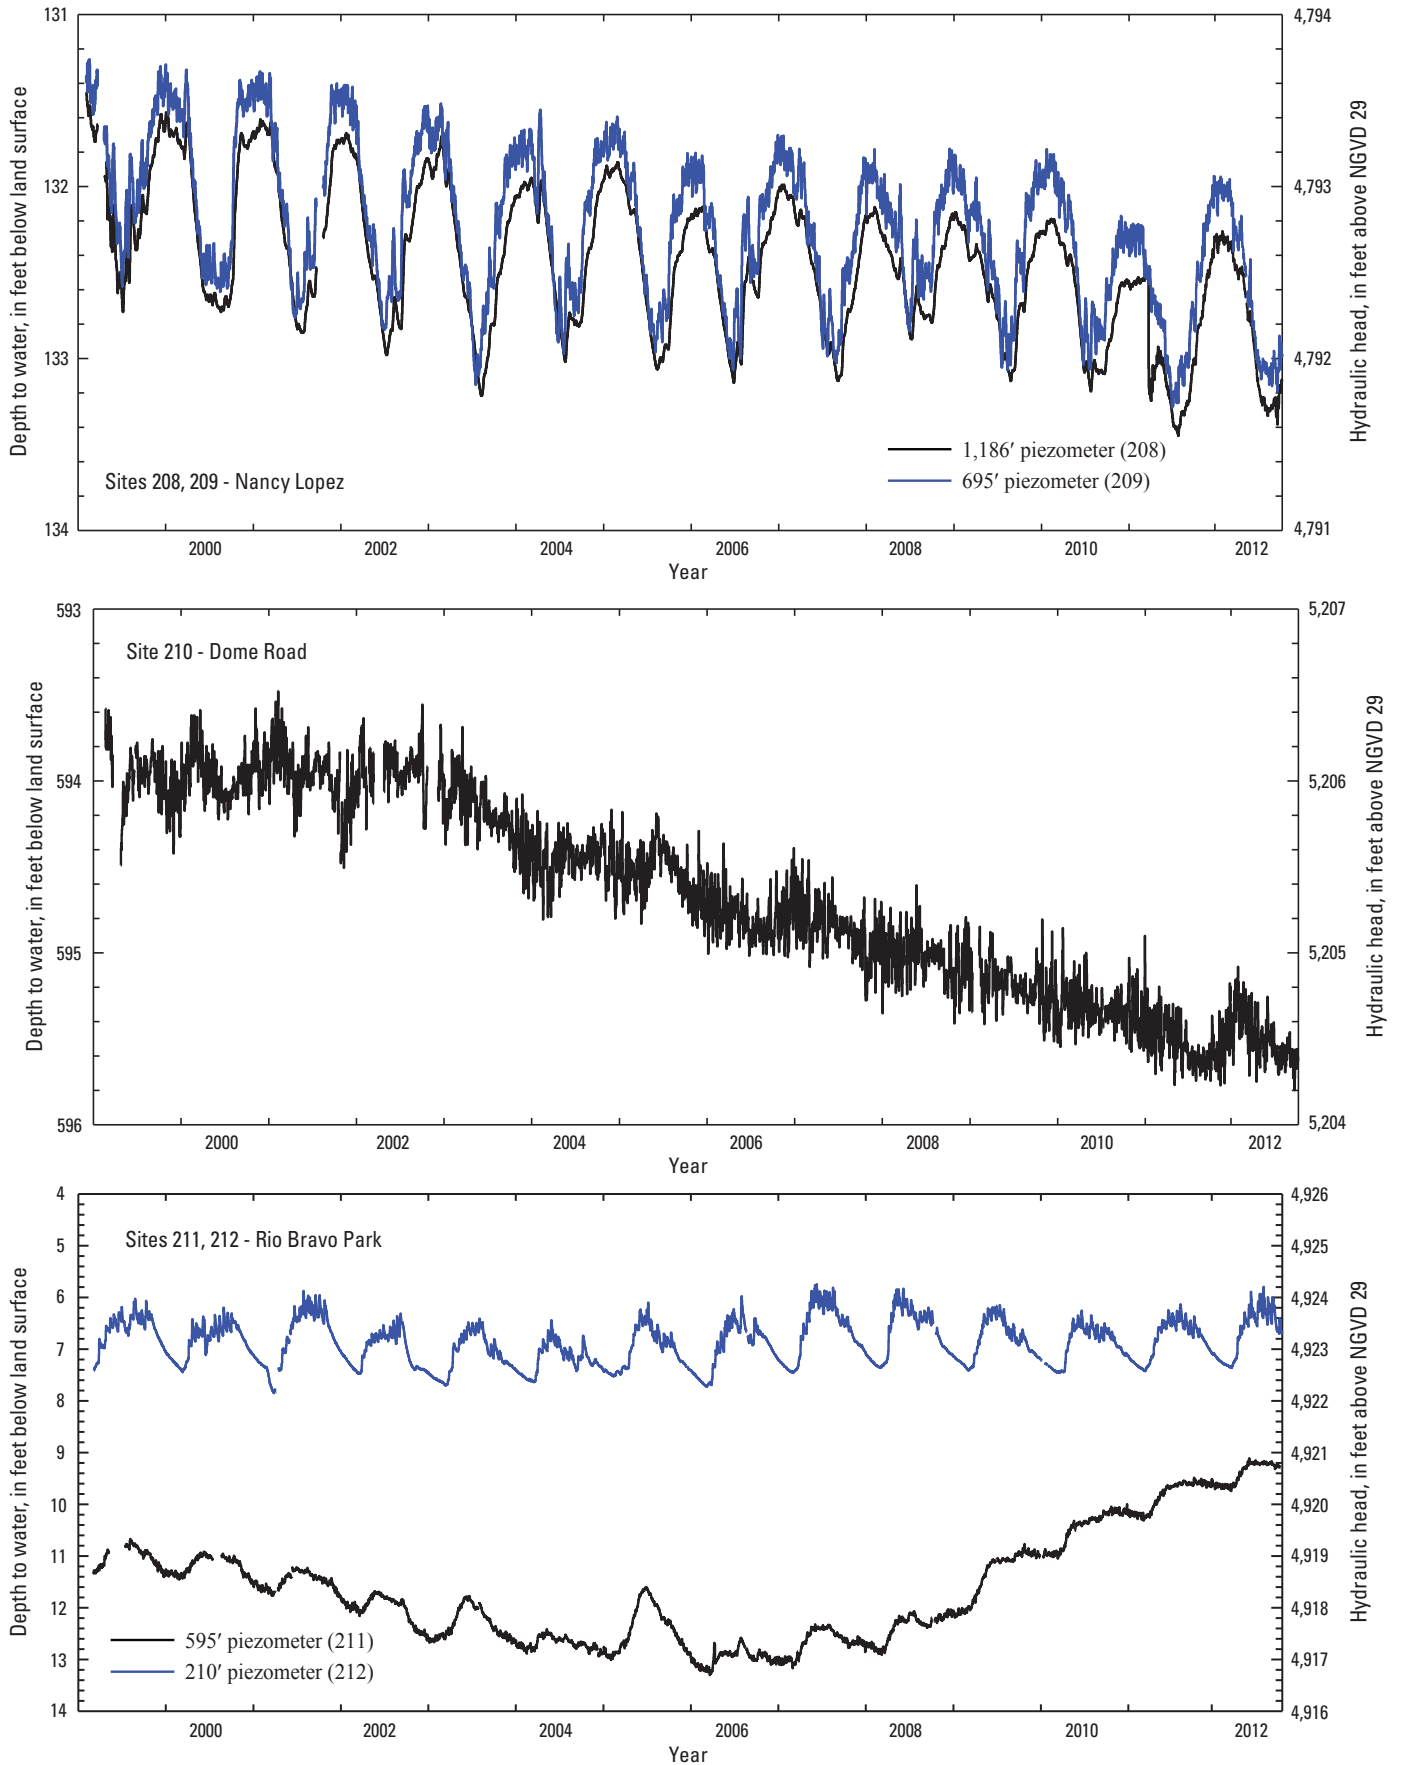 131
132
133
134
Depth to water, in feet below land surface
4,794
4,793
4,792
4,791
Hydraulic head, in feet above NGVD 29
1,186′ piezometer (208)
695′ piezometer (209)
Sites 208, 209 - Nancy Lopez
2000 2002 2004 2006 2008 2010 2012
Year
593
594
595
596
Depth to water, in feet below land surface
5,207
5,206
5,205
5,204
Hydraulic head, in feet above NGVD 29
Site 210 - Dome Road
2000 2002 2004 2006 2008 2010 2012
Year
4
5
6
7
8
9
10
11
12
13
14
Depth to water, in feet below land surface
4,926
4,925
4,924
4,923
4,922
4,921
4,920
4,919
4,918
4,917
4,916
Hydraulic head, in feet above NGVD 29
Sites 211, 212 - Rio Bravo Park
595′ piezometer (211)
210′ piezometer (212)
2000 2002 2004 2006 2008 2010 2012
Year